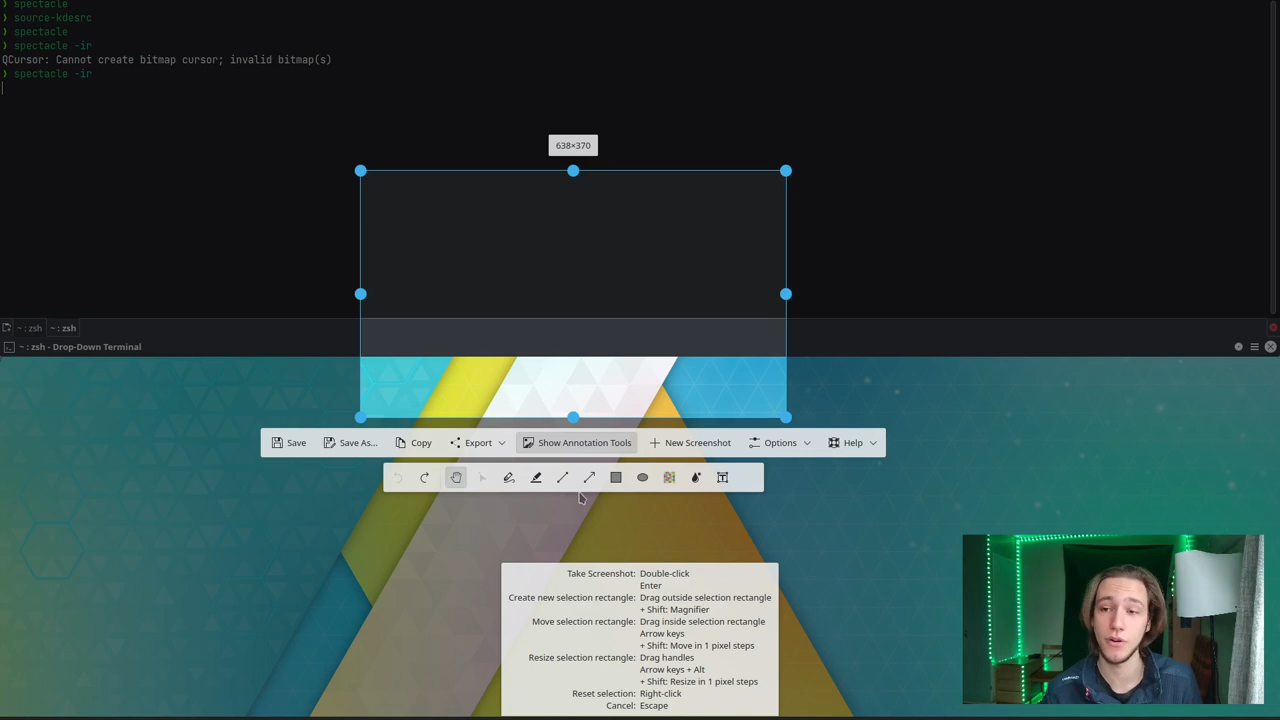 ❯ spectacle
❯ source-kdesrc
❯ spectacle
❯ spectacle -ir
QCursor: Cannot create bitmap cursor; invalid bitmap(s)
❯ spectacle -ir
638×370
~ : zsh ~ : zsh
~ : zsh - Drop-Down Terminal
Save Save As... Copy Export Show Annotation Tools New Screenshot Options Help
Take Screenshot: Double-click
Enter
Create new selection rectangle: Drag outside selection rectangle
+ Shift: Magnifier
Move selection rectangle: Drag inside selection rectangle
Arrow keys
+ Shift: Move in 1 pixel steps
Resize selection rectangle: Drag handles
Arrow keys + Alt
+ Shift: Resize in 1 pixel steps
Reset selection: Right-click
Cancel: Escape